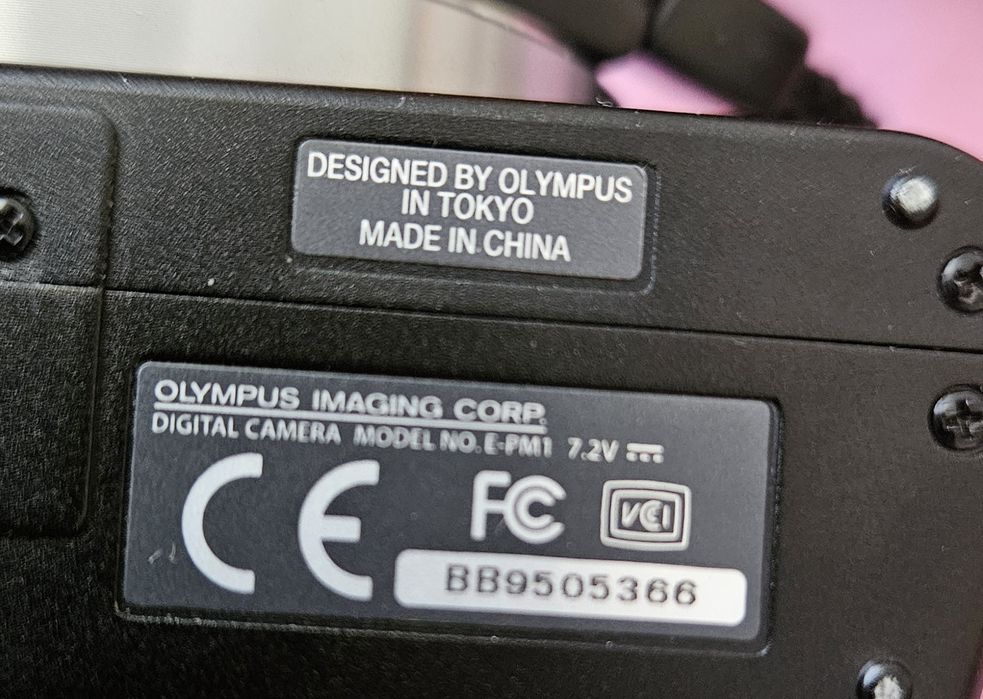 DESIGNED BY OLYMPUS
IN TOKYO
MADE IN CHINA
OLYMPUS IMAGING CORP.
DIGITAL CAMERA MODEL NO. E-PM1 7.2V ⎓
CE FC VCI
BB9505366